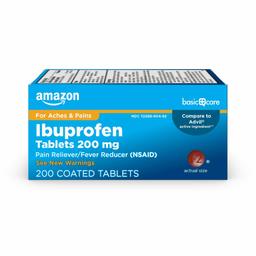 amazon
basic care
For Aches & Pains
Compare to
Advil®
active ingredient**
Ibuprofen
Tablets 200 mg
Pain Reliever/Fever Reducer (NSAID)
See New Warnings
actual size
200 COATED TABLETS